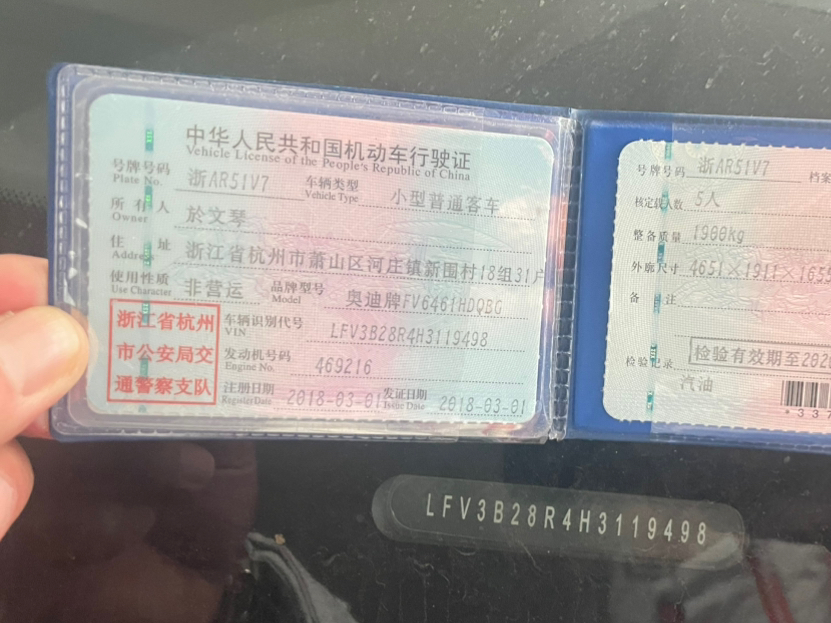 中华人民共和国机动车行驶证
Vehicle License of the People's Republic of China
号牌号码 浙AR51V7 车辆类型 小型普通客车
Plate No. Vehicle Type
所有人 於文琴
Owner
住址 浙江省杭州市萧山区河庄镇新围村18组31户
Address
使用性质 非营运 品牌型号 奥迪牌FV6461HDQBG
Use Character Model
浙江省杭州
市公安局交
通警察支队
车辆识别代号 LFV3B28R4H3119498
VIN
发动机号码 469216
Engine No.
注册日期 2018-03-01 发证日期 2018-03-01
Register Date Issue Date
号牌号码 浙AR51V7 档案
核定载人数 5人
整备质量 1900kg
外廓尺寸 4651×1911×165
备注
检验记录 检验有效期至202
汽油
*337
LFV3B28R4H3119498